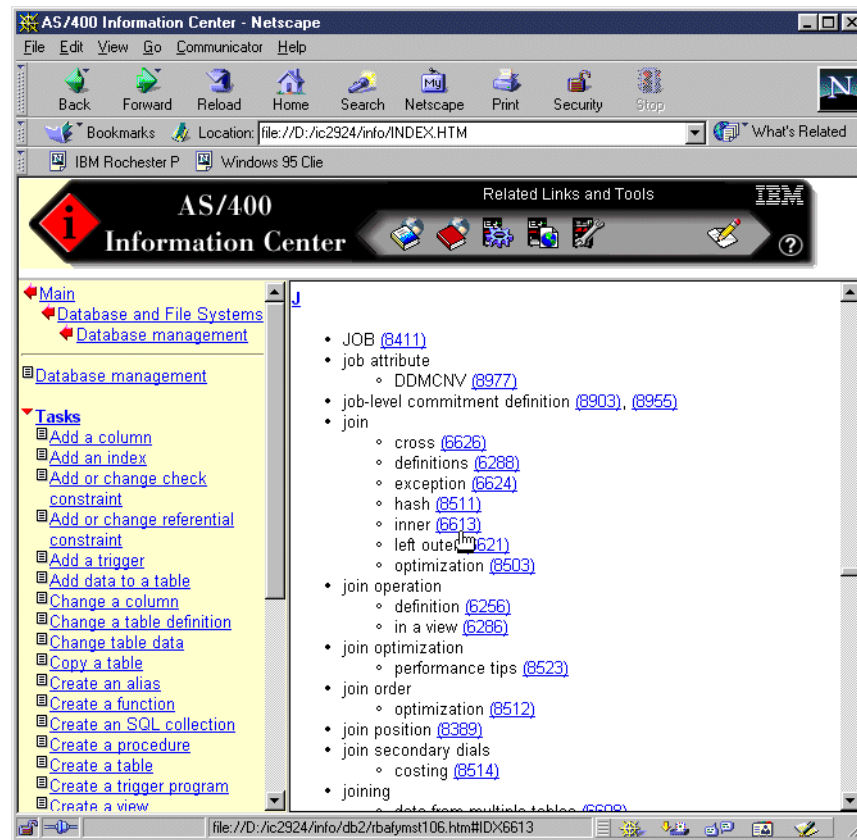 AS/400 Information Center - Netscape
File Edit View Go Communicator Help
Back Forward Reload Home Search Netscape Print Security Stop
Bookmarks Location: file://D:/ic2924/info/INDEX.HTM What's Related
IBM Rochester P Windows 95 Clie
AS/400
Information Center
Related Links and Tools
IBM
Main
Database and File Systems
Database management
Database management
Tasks
Add a column
Add an index
Add or change check
constraint
Add or change referential
constraint
Add a trigger
Add data to a table
Change a column
Change a table definition
Change table data
Copy a table
Create an alias
Create a function
Create an SQL collection
Create a procedure
Create a table
Create a trigger program
Create a view
J
JOB (8411)
job attribute
DDMCNV (8977)
job-level commitment definition (8903), (8955)
join
cross (6626)
definitions (6288)
exception (6624)
hash (8511)
inner (6613)
left outer 6621)
optimization (8503)
join operation
definition (6256)
in a view (6286)
join optimization
performance tips (8523)
join order
optimization (8512)
join position (8389)
join secondary dials
costing (8514)
joining
data from multiple tables (6608)
file://D:/ic2924/info/db2/rbafymst106.htm#IDX6613